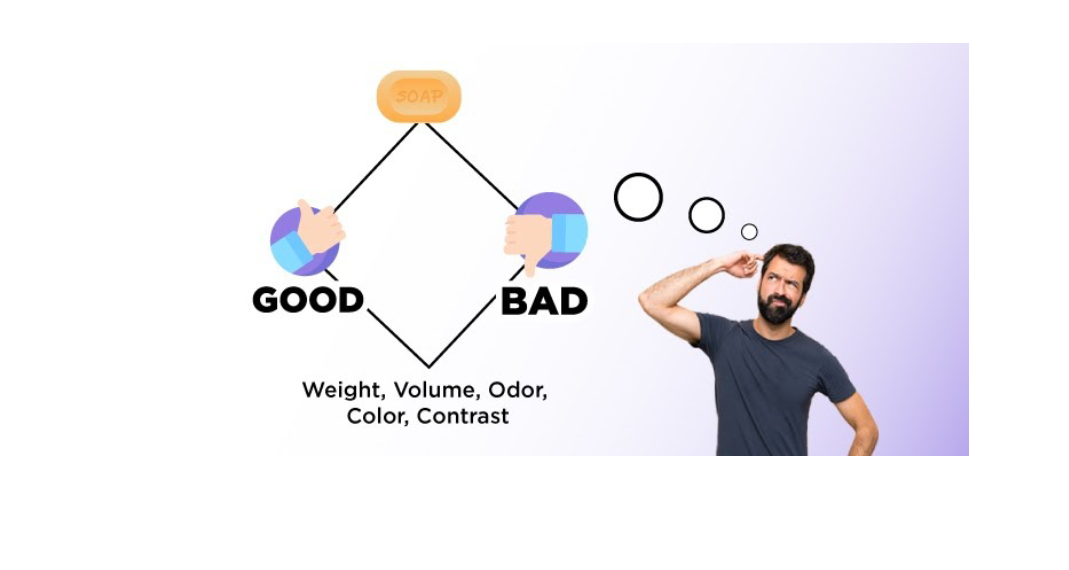 SOAP
GOOD
BAD
Weight, Volume, Odor,
Color, Contrast